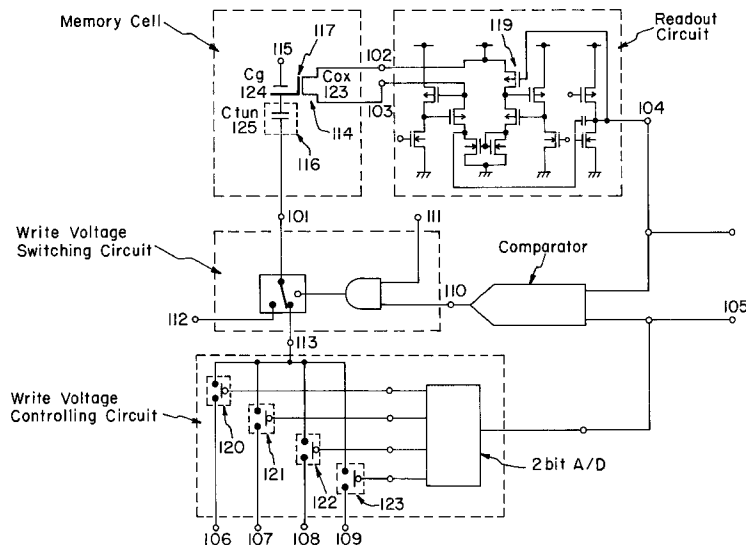 Memory Cell
117
115
Cg
124
Cox
123
Ctun
125
114
116
102
103
119
Readout
Circuit
104
101
111
Write Voltage
Switching Circuit
110
Comparator
112
113
105
Write Voltage
Controlling Circuit
120
121
122
123
2bit A/D
106
107
108
109